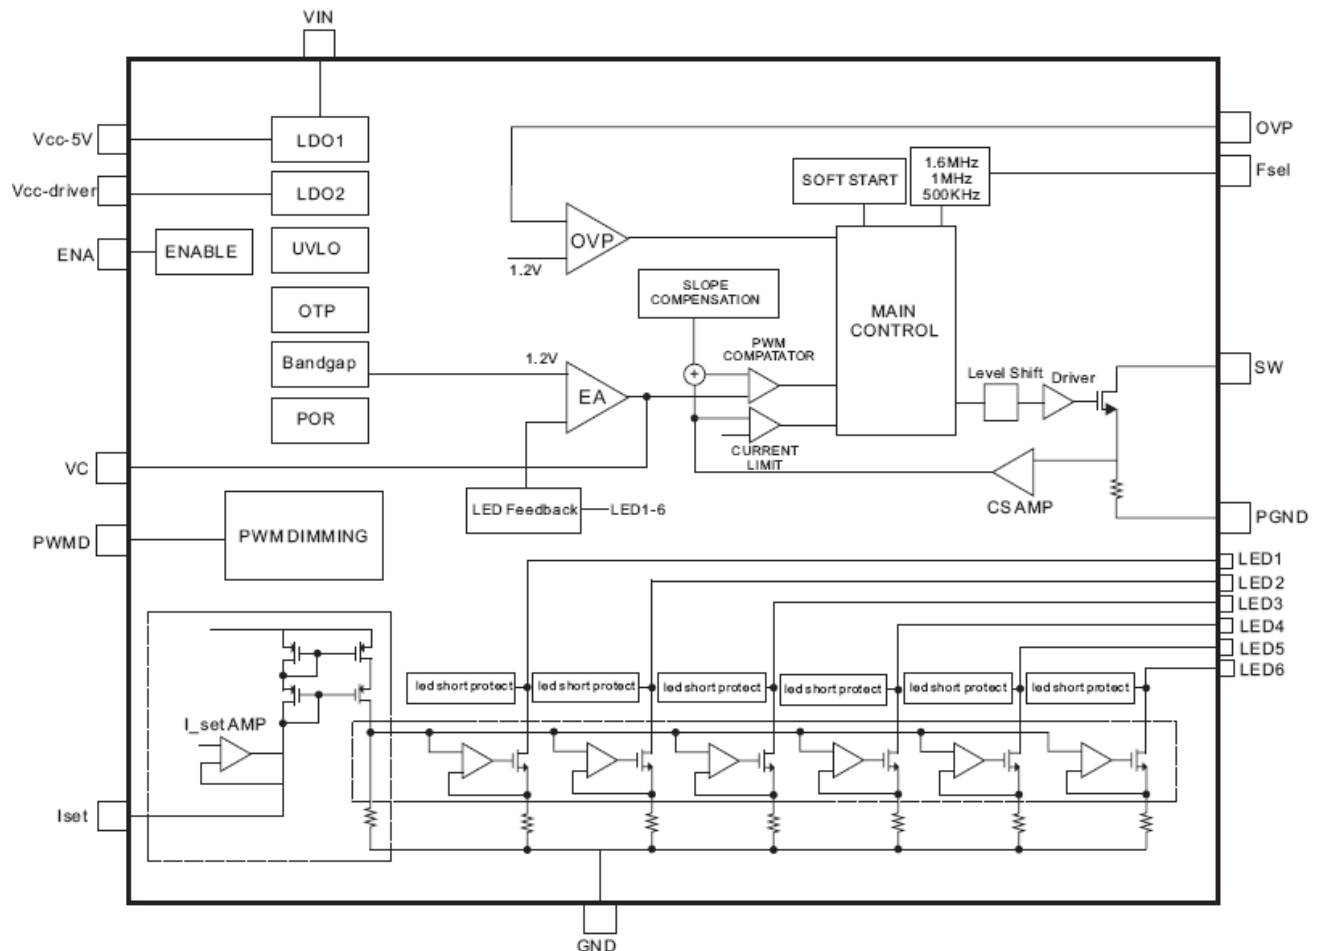 VIN
Vcc-5V
LDO1
OVP
1.6MHz
1MHz
500KHz
Fsel
SOFT START
Vcc-driver
LDO2
ENA
ENABLE
UVLO
OVP
1.2V
SLOPE
COMPENSATION
OTP
MAIN
CONTROL
PWM
COMPATATOR
Bandgap
1.2V
EA
+
Level Shift
Driver
SW
POR
CURRENT
LIMIT
VC
CS AMP
LED Feedback
LED1-6
PWMD
PWM DIMMING
PGND
LED1
LED2
LED3
LED4
LED5
LED6
led short protect
led short protect
led short protect
led short protect
led short protect
led short protect
I_setAMP
Iset
GND